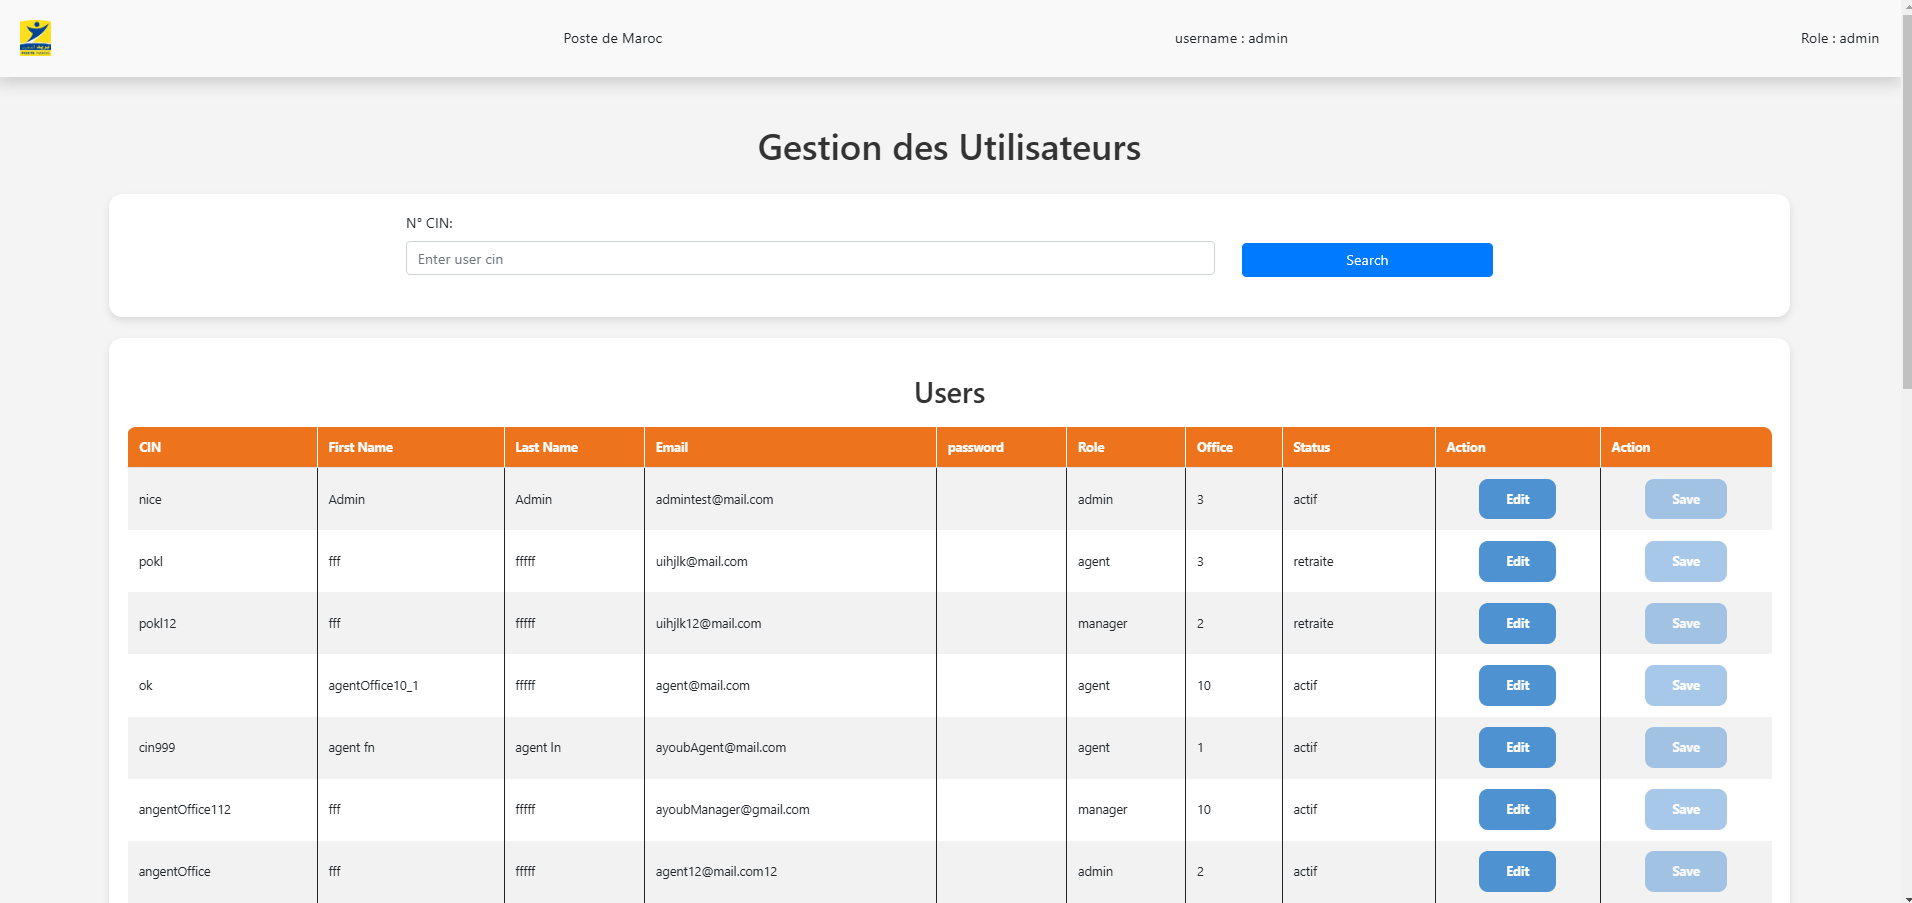 Poste de Maroc username : admin Role : admin
Gestion des Utilisateurs
N° CIN:
Enter user cin Search
Users
CIN First Name Last Name Email password Role Office Status Action Action
nice Admin Admin admintest@mail.com admin 3 actif Edit Save
pokl fff fffff uihjlk@mail.com agent 3 retraite Edit Save
pokl12 fff fffff uihjlk12@mail.com manager 2 retraite Edit Save
ok agentOffice10_1 fffff agent@mail.com agent 10 actif Edit Save
cin999 agent fn agent ln ayoubAgent@mail.com agent 1 actif Edit Save
angentOffice112 fff fffff ayoubManager@gmail.com manager 10 actif Edit Save
angentOffice fff fffff agent12@mail.com12 admin 2 actif Edit Save